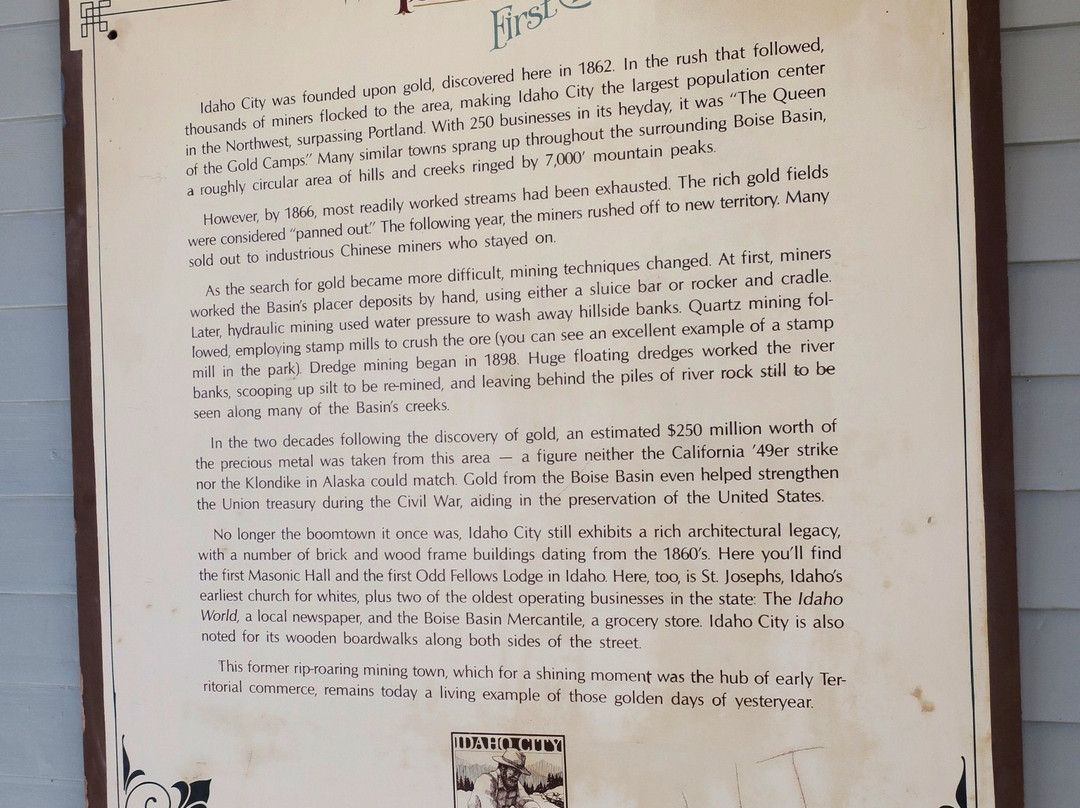 First
Idaho City was founded upon gold, discovered here in 1862. In the rush that followed,
thousands of miners flocked to the area, making Idaho City the largest population center
in the Northwest, surpassing Portland. With 250 businesses in its heyday, it was “The Queen
of the Gold Camps.” Many similar towns sprang up throughout the surrounding Boise Basin,
a roughly circular area of hills and creeks ringed by 7,000′ mountain peaks.
However, by 1866, most readily worked streams had been exhausted. The rich gold fields
were considered “panned out.” The following year, the miners rushed off to new territory. Many
sold out to industrious Chinese miners who stayed on.
As the search for gold became more difficult, mining techniques changed. At first, miners
worked the Basin's placer deposits by hand, using either a sluice bar or rocker and cradle.
Later, hydraulic mining used water pressure to wash away hillside banks. Quartz mining fol-
lowed, employing stamp mills to crush the ore (you can see an excellent example of a stamp
mill in the park). Dredge mining began in 1898. Huge floating dredges worked the river
banks, scooping up silt to be re-mined, and leaving behind the piles of river rock still to be
seen along many of the Basin's creeks.
In the two decades following the discovery of gold, an estimated $250 million worth of
the precious metal was taken from this area — a figure neither the California '49er strike
nor the Klondike in Alaska could match. Gold from the Boise Basin even helped strengthen
the Union treasury during the Civil War, aiding in the preservation of the United States.
No longer the boomtown it once was, Idaho City still exhibits a rich architectural legacy,
with a number of brick and wood frame buildings dating from the 1860's. Here you'll find
the first Masonic Hall and the first Odd Fellows Lodge in Idaho. Here, too, is St. Josephs, Idaho's
earliest church for whites, plus two of the oldest operating businesses in the state: The Idaho
World, a local newspaper, and the Boise Basin Mercantile, a grocery store. Idaho City is also
noted for its wooden boardwalks along both sides of the street.
This former rip-roaring mining town, which for a shining moment was the hub of early Ter-
ritorial commerce, remains today a living example of those golden days of yesteryear.
IDAHO CITY